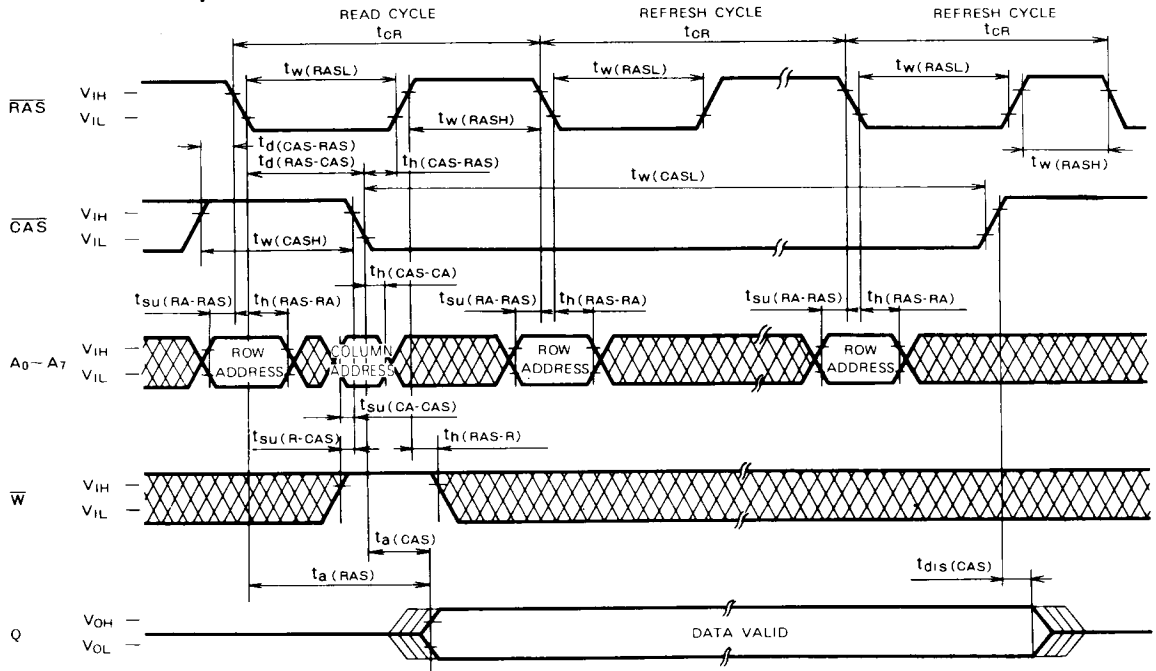 READ CYCLE REFRESH CYCLE REFRESH CYCLE
tCR tCR tCR
tw(RASL) tw(RASL) tw(RASL)
RAS VIH
VIL
tw(RASH)
td(CAS-RAS)
td(RAS-CAS) th(CAS-RAS) tw(RASH)
tw(CASL)
CAS VIH
VIL
tw(CASH)
th(CAS-CA)
tsu(RA-RAS) th(RAS-RA) tsu(RA-RAS) th(RAS-RA) tsu(RA-RAS) th(RAS-RA)
A0~A7 VIH
VIL
ROW ADDRESS
COLUMN ADDRESS
ROW ADDRESS
ROW ADDRESS
tsu(CA-CAS)
tsu(R-CAS) th(RAS-R)
W VIH
VIL
ta(CAS)
ta(RAS) tdis(CAS)
Q VOH
VOL
DATA VALID